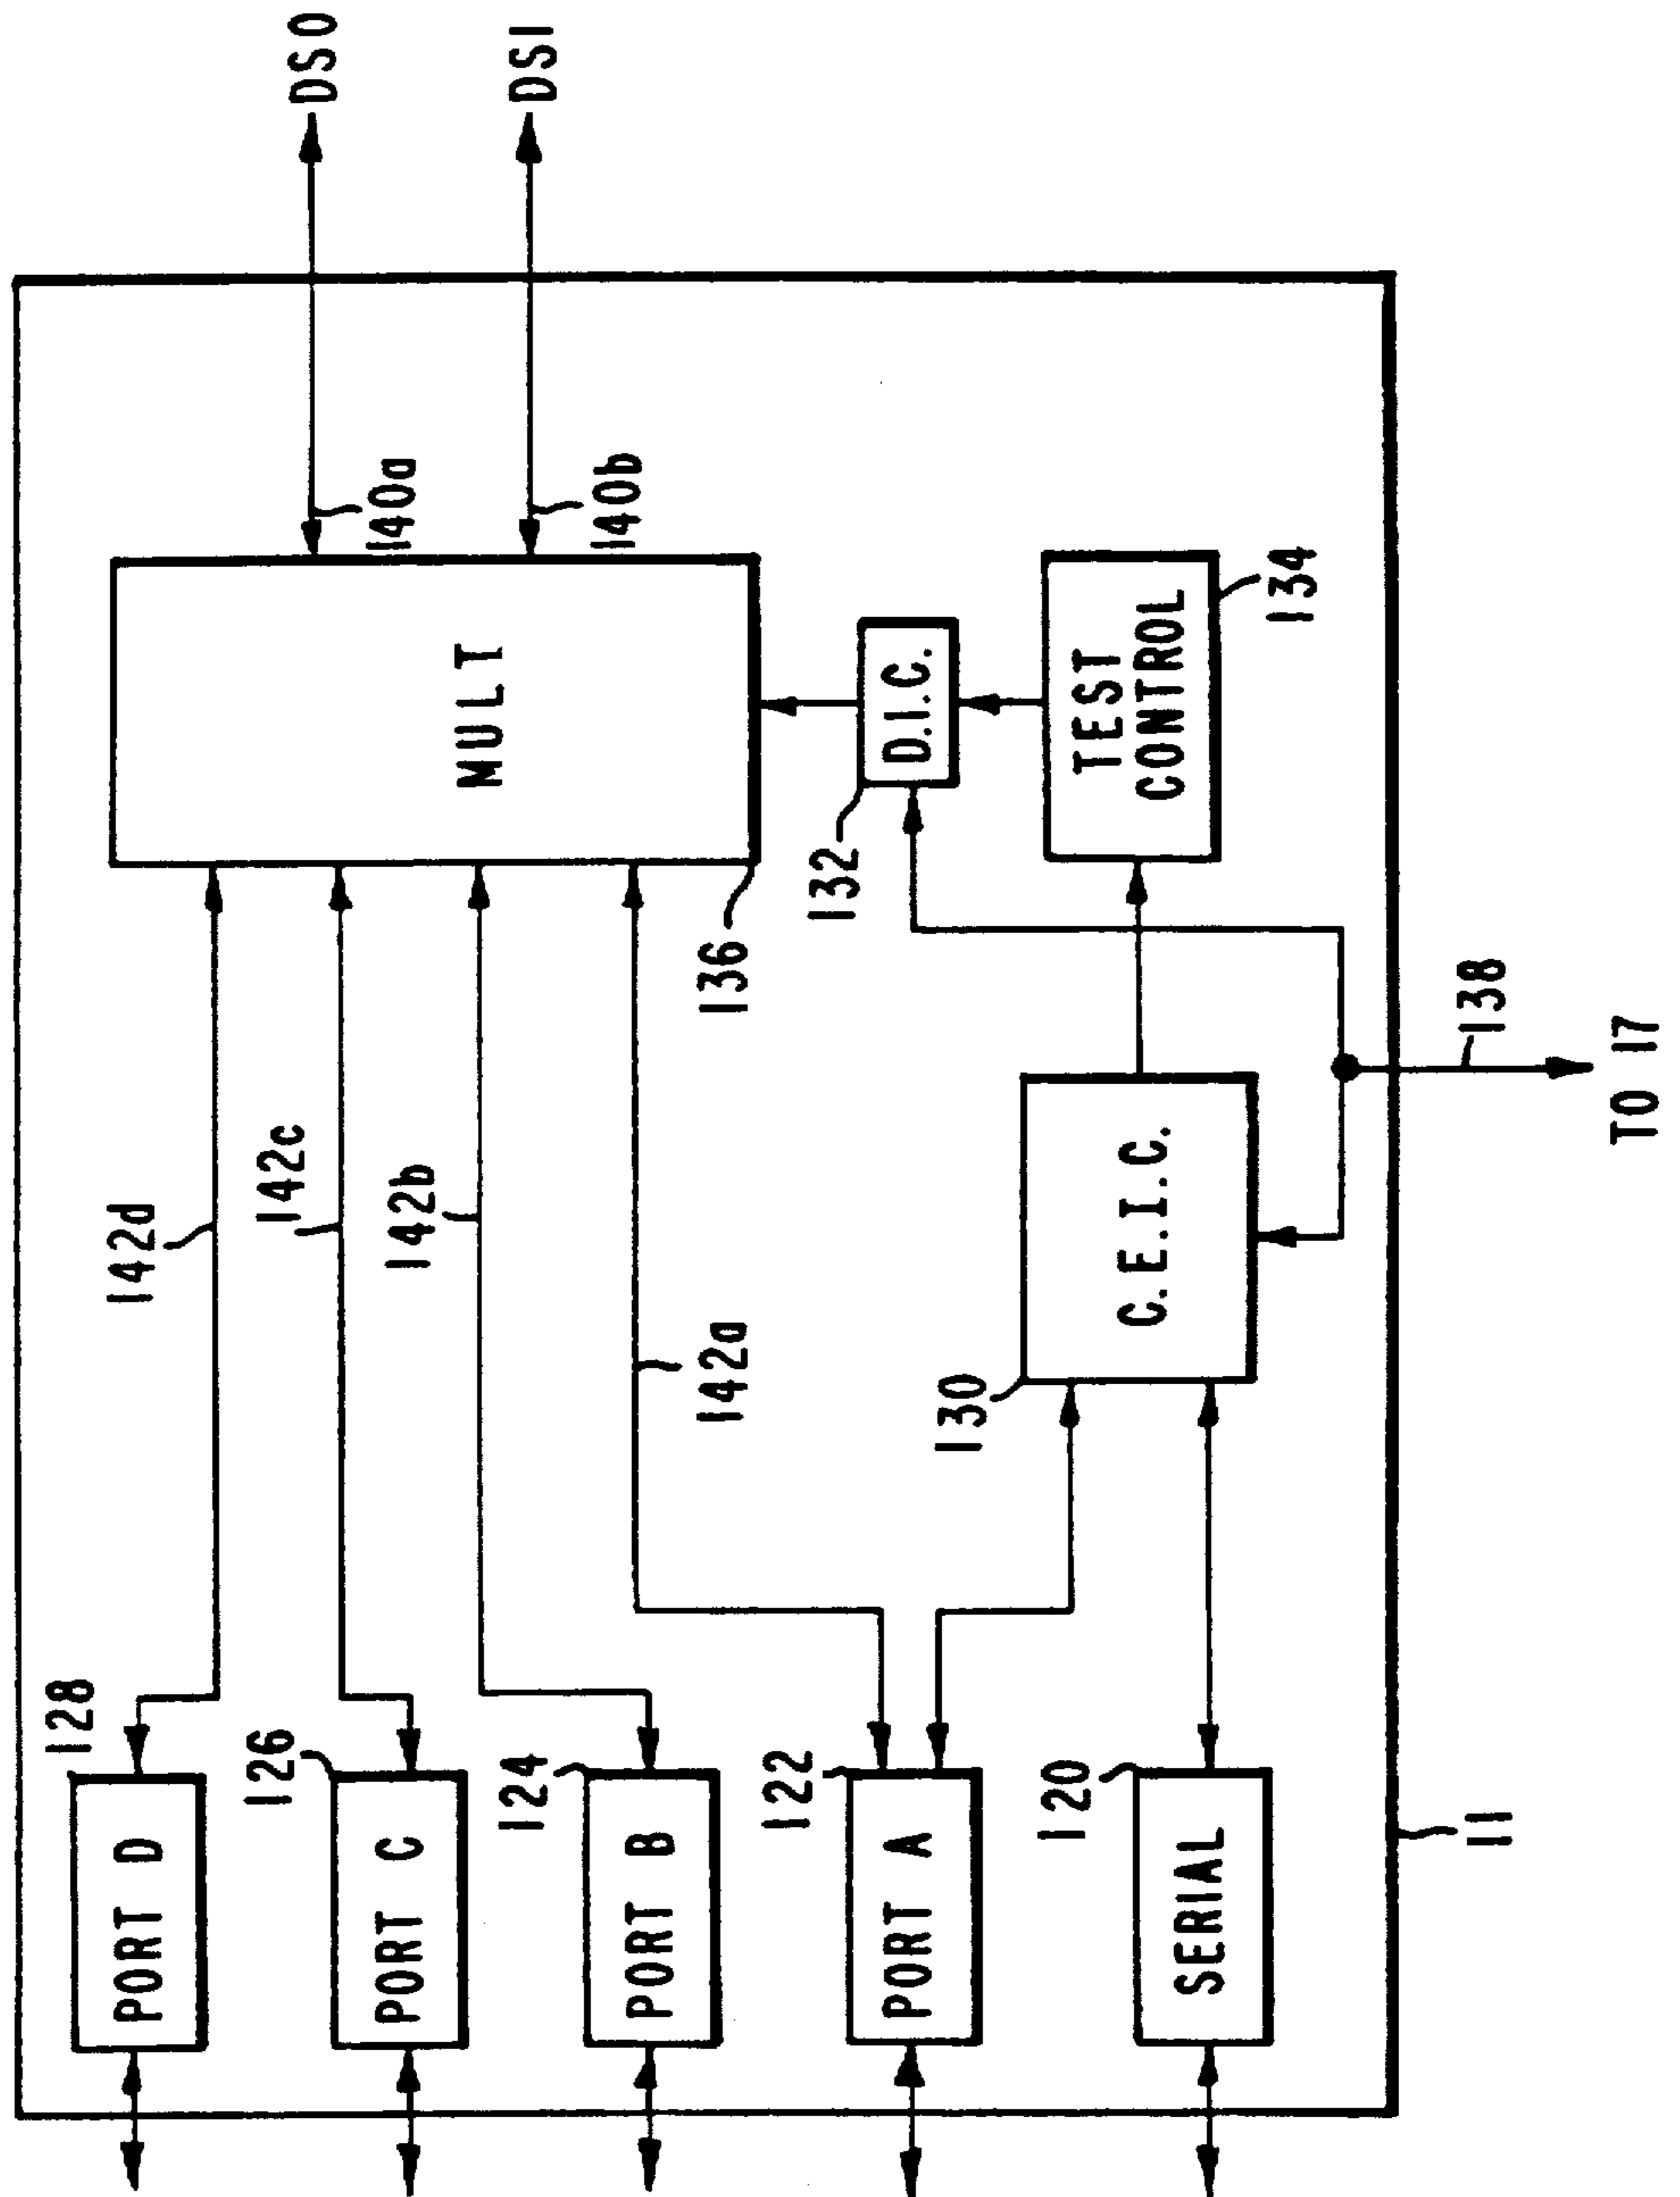 128
PORT D
142d
DS0
126
PORT C
142c
140a
124
PORT B
142b
MULT
DS1
140b
122
PORT A
142a
136
132
D.I.C.
120
SERIAL
130
C.E.I.C.
TEST
CONTROL
134
11
138
TO 17